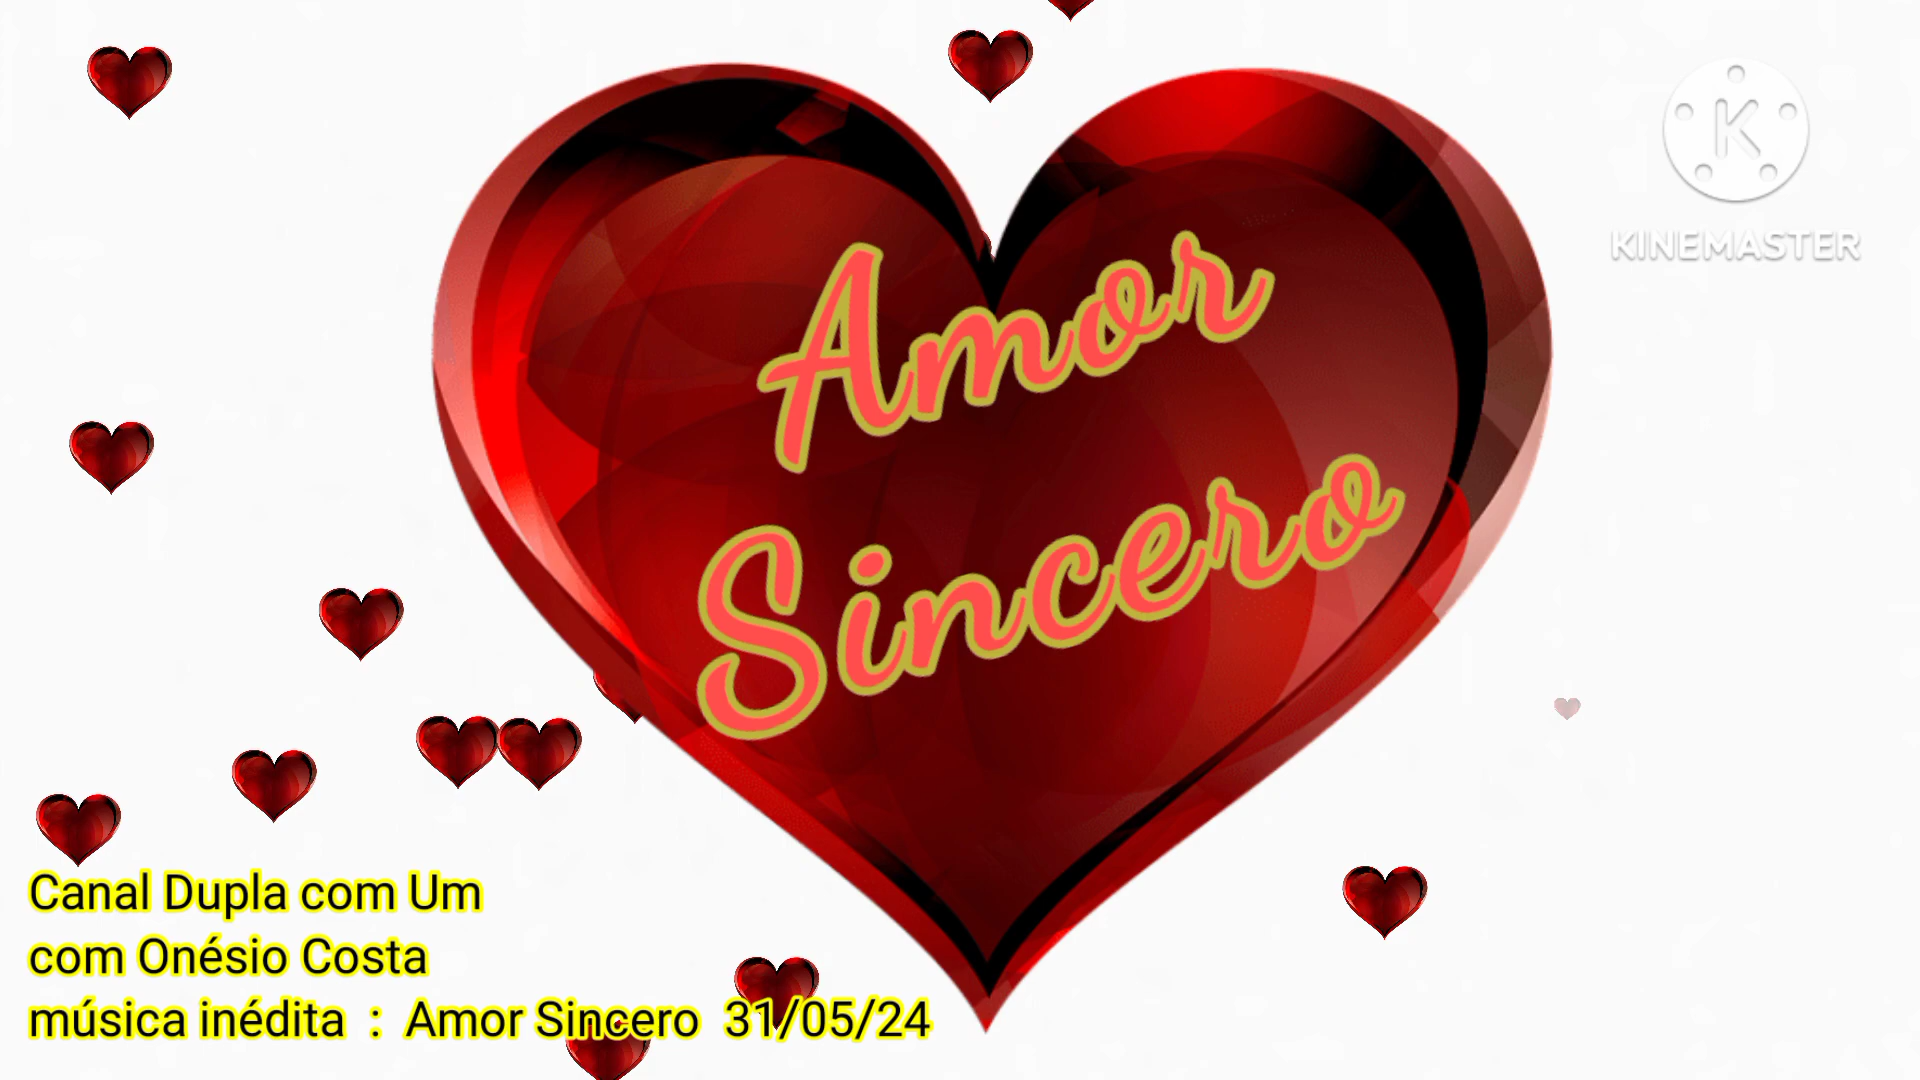 Amor
Sincero
K
KINEMASTER
Canal Dupla com Um
com Onésio Costa
música inédita : Amor Sincero 31/05/24